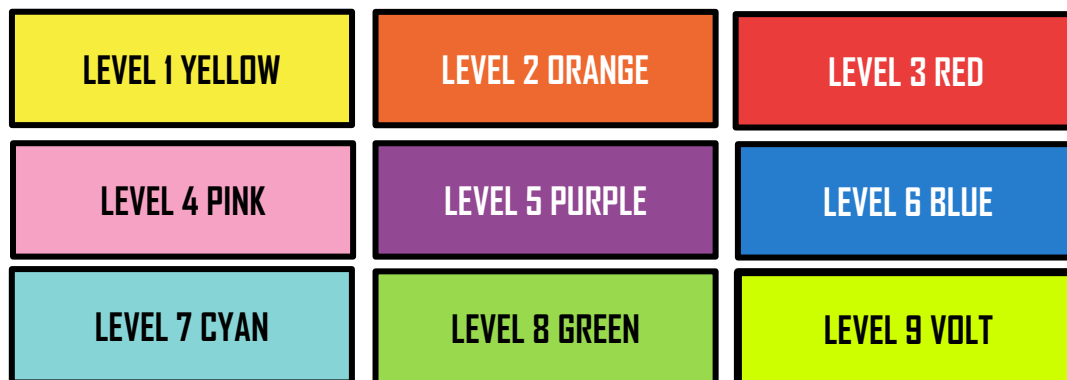 LEVEL 1 YELLOW
LEVEL 2 ORANGE
LEVEL 3 RED
LEVEL 4 PINK
LEVEL 5 PURPLE
LEVEL 6 BLUE
LEVEL 7 CYAN
LEVEL 8 GREEN
LEVEL 9 VOLT